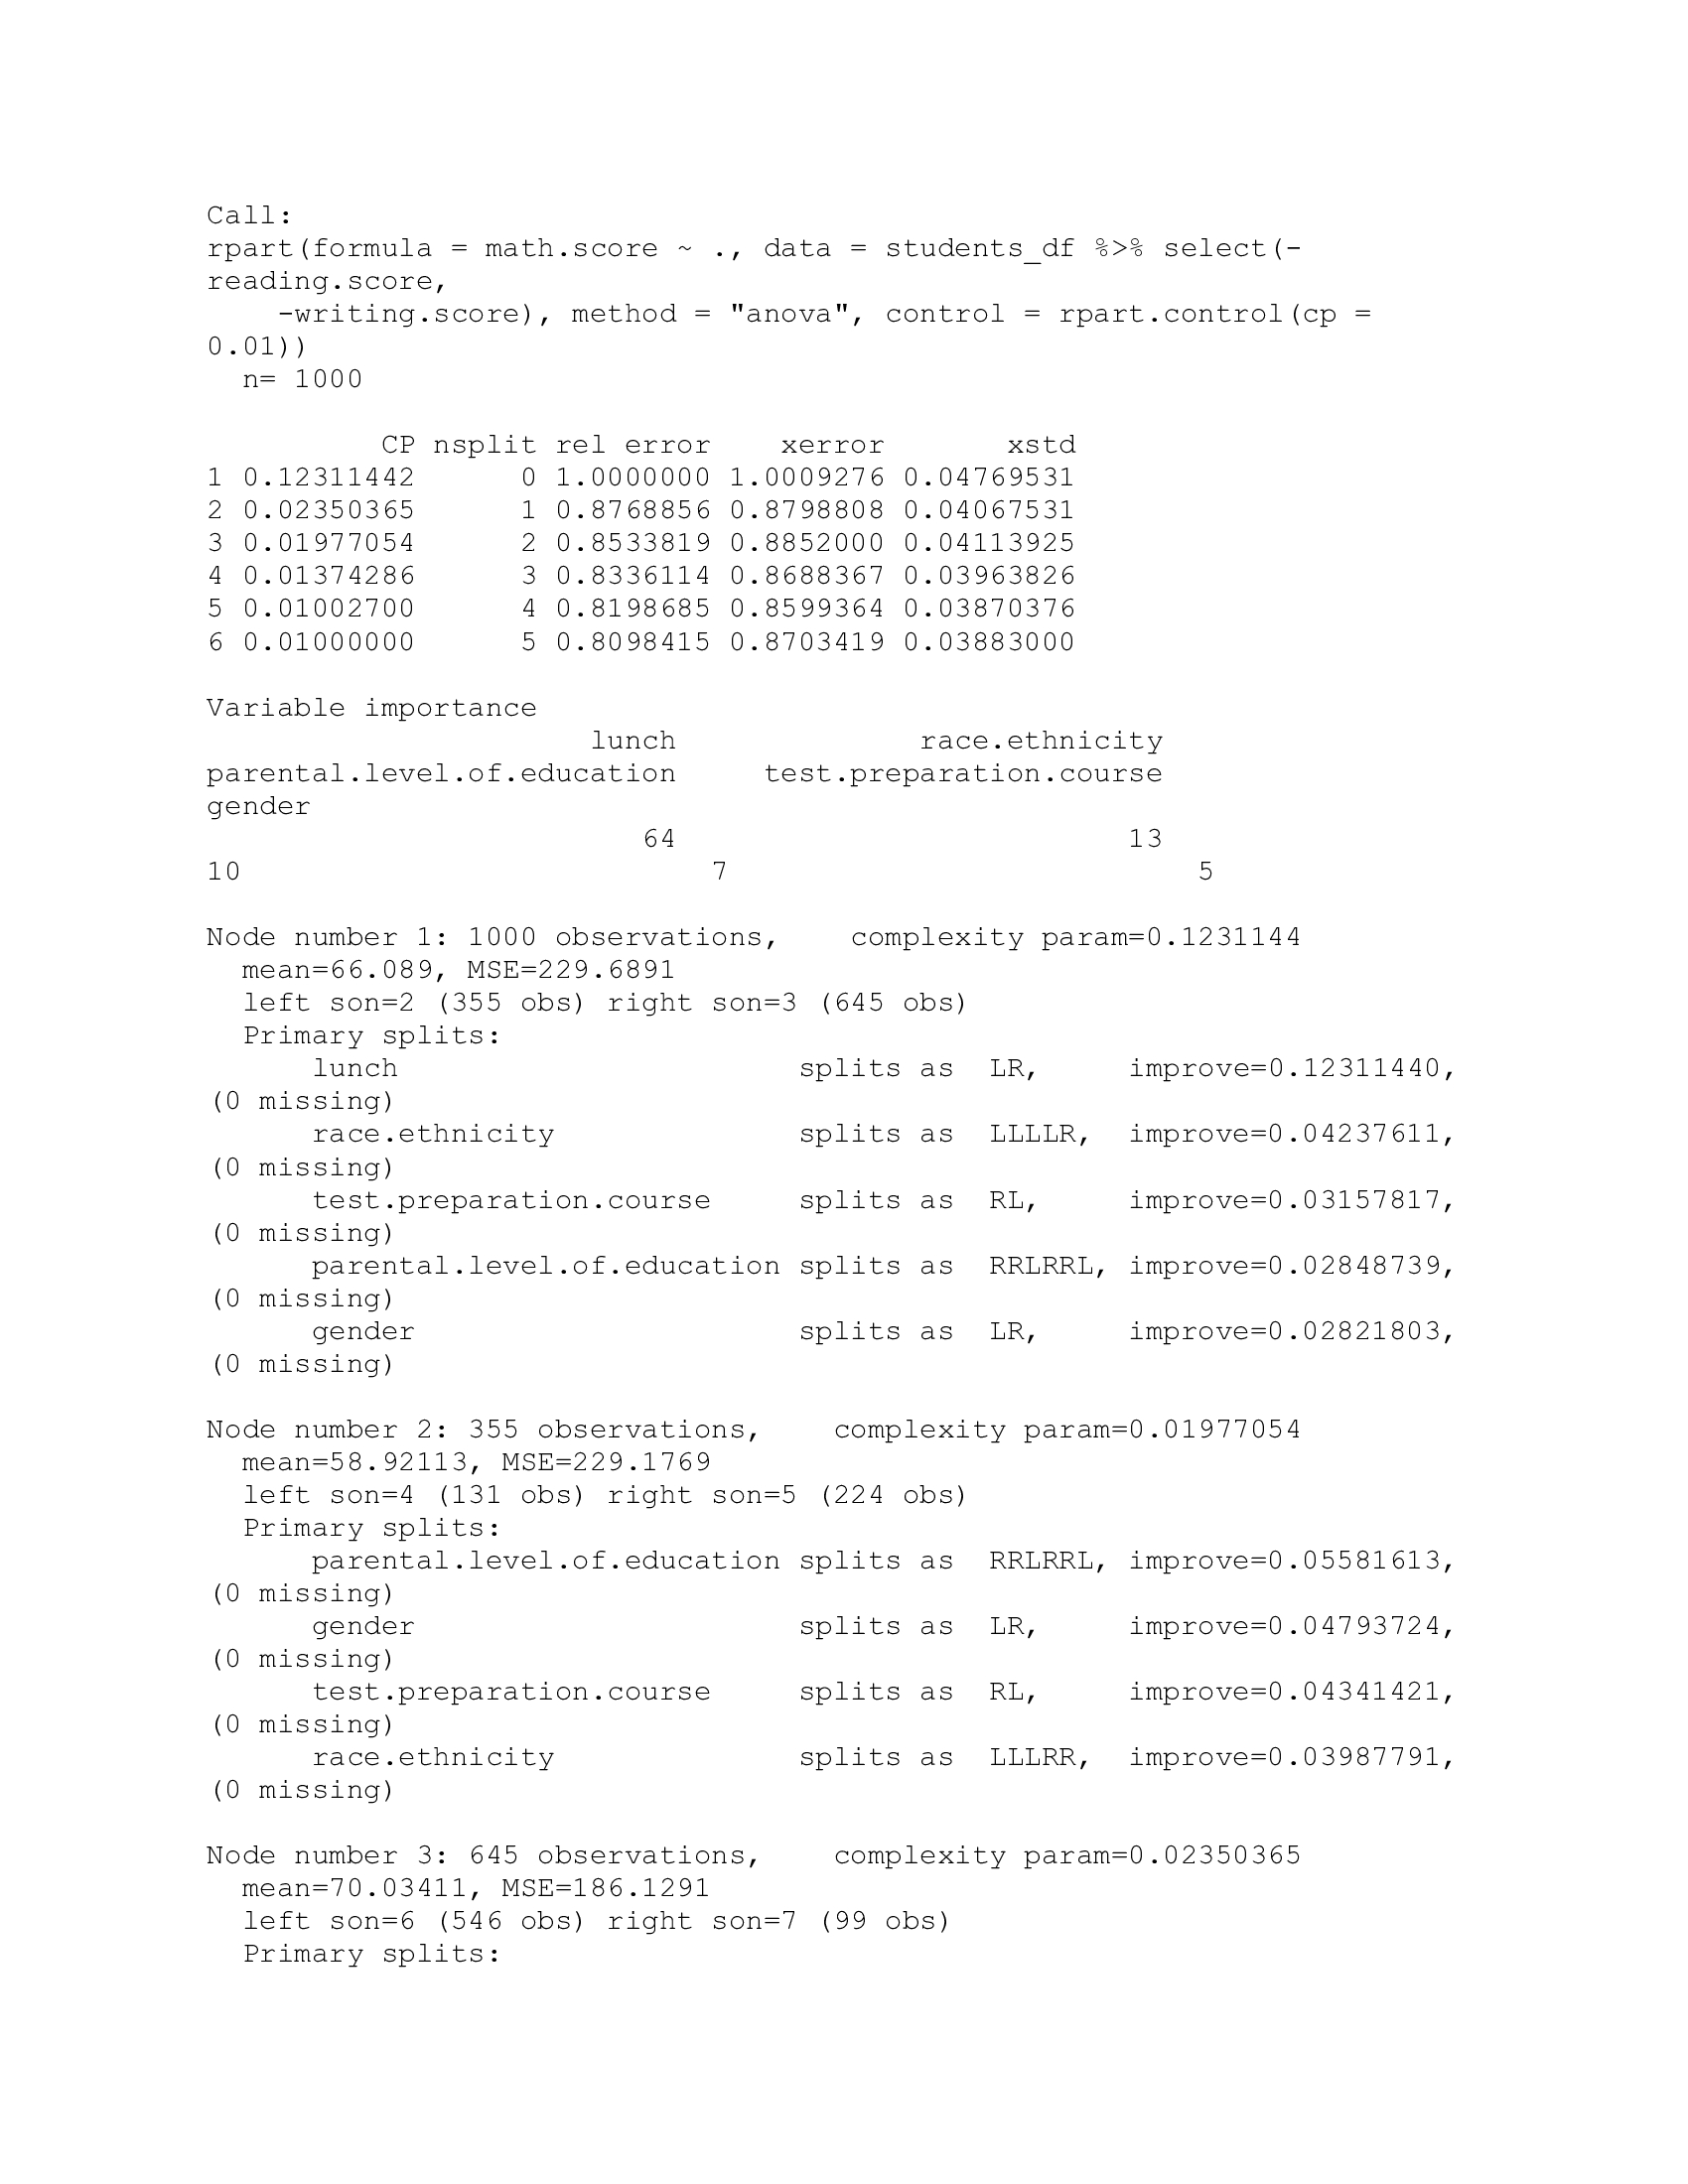 Call:
rpart(formula = math.score ~ ., data = students_df %>% select(-
reading.score,
    -writing.score), method = "anova", control = rpart.control(cp =
0.01))
  n= 1000

          CP nsplit rel error    xerror       xstd
1 0.12311442      0 1.0000000 1.0009276 0.04769531
2 0.02350365      1 0.8768856 0.8798808 0.04067531
3 0.01977054      2 0.8533819 0.8852000 0.04113925
4 0.01374286      3 0.8336114 0.8688367 0.03963826
5 0.01002700      4 0.8198685 0.8599364 0.03870376
6 0.01000000      5 0.8098415 0.8703419 0.03883000

Variable importance
                      lunch              race.ethnicity
parental.level.of.education     test.preparation.course
gender
                         64                          13
10                           7                           5

Node number 1: 1000 observations,    complexity param=0.1231144
  mean=66.089, MSE=229.6891
  left son=2 (355 obs) right son=3 (645 obs)
  Primary splits:
      lunch                       splits as  LR,     improve=0.12311440,
(0 missing)
      race.ethnicity              splits as  LLLLR,  improve=0.04237611,
(0 missing)
      test.preparation.course     splits as  RL,     improve=0.03157817,
(0 missing)
      parental.level.of.education splits as  RRLRRL, improve=0.02848739,
(0 missing)
      gender                      splits as  LR,     improve=0.02821803,
(0 missing)

Node number 2: 355 observations,    complexity param=0.01977054
  mean=58.92113, MSE=229.1769
  left son=4 (131 obs) right son=5 (224 obs)
  Primary splits:
      parental.level.of.education splits as  RRLRRL, improve=0.05581613,
(0 missing)
      gender                      splits as  LR,     improve=0.04793724,
(0 missing)
      test.preparation.course     splits as  RL,     improve=0.04341421,
(0 missing)
      race.ethnicity              splits as  LLLRR,  improve=0.03987791,
(0 missing)

Node number 3: 645 observations,    complexity param=0.02350365
  mean=70.03411, MSE=186.1291
  left son=6 (546 obs) right son=7 (99 obs)
  Primary splits: